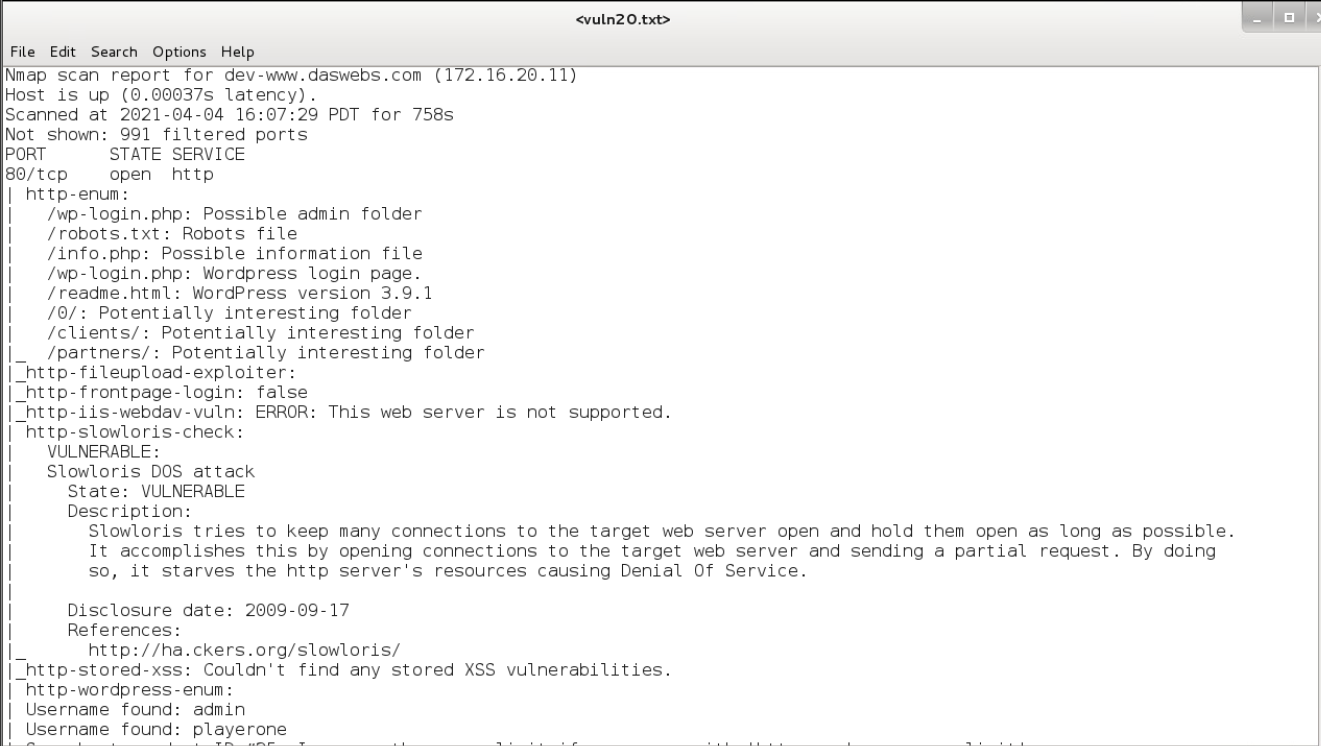 <vuln20.txt>
File Edit Search Options Help
Nmap scan report for dev-www.daswebs.com (172.16.20.11)
Host is up (0.00037s latency).
Scanned at 2021-04-04 16:07:29 PDT for 758s
Not shown: 991 filtered ports
PORT      STATE SERVICE
80/tcp    open  http
| http-enum:
|   /wp-login.php: Possible admin folder
|   /robots.txt: Robots file
|   /info.php: Possible information file
|   /wp-login.php: Wordpress login page.
|   /readme.html: WordPress version 3.9.1
|   /0/: Potentially interesting folder
|   /clients/: Potentially interesting folder
|_  /partners/: Potentially interesting folder
|_http-fileupload-exploiter:
|_http-frontpage-login: false
|_http-iis-webdav-vuln: ERROR: This web server is not supported.
| http-slowloris-check:
|   VULNERABLE:
|   Slowloris DOS attack
|     State: VULNERABLE
|     Description:
|       Slowloris tries to keep many connections to the target web server open and hold them open as long as possible.
|       It accomplishes this by opening connections to the target web server and sending a partial request. By doing
|       so, it starves the http server's resources causing Denial Of Service.
|
|     Disclosure date: 2009-09-17
|     References:
|_      http://ha.ckers.org/slowloris/
|_http-stored-xss: Couldn't find any stored XSS vulnerabilities.
| http-wordpress-enum:
| Username found: admin
| Username found: playerone